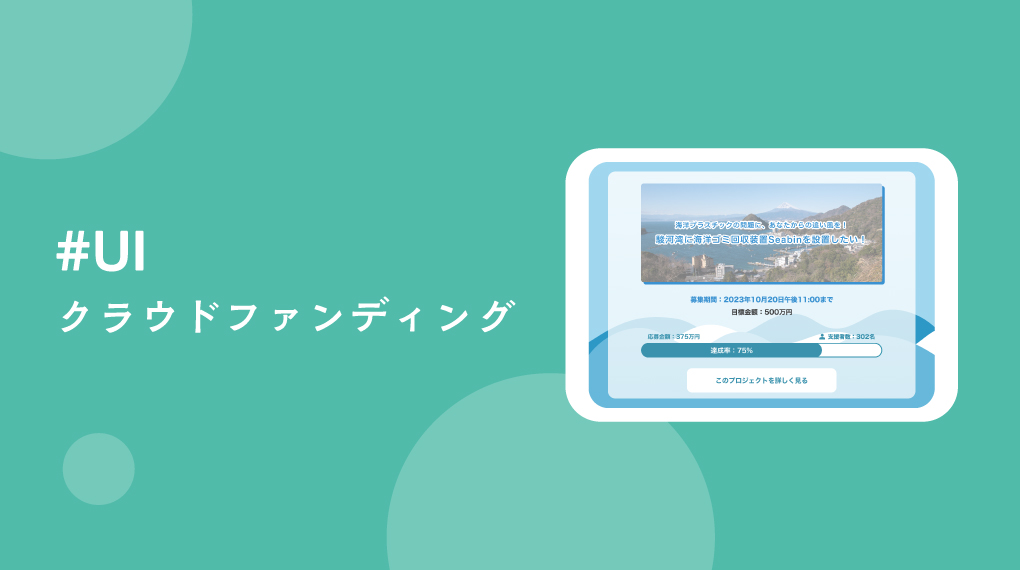 #UI
クラウドファンディング
海洋プラスチックの問題に、あなたからの追い風を！
駿河湾に海洋ゴミ回収装置Seabinを設置したい！
募集期間：2023年10月20日午後11:00まで
目標金額：500万円
応募金額：375万円
支援者数：302名
達成率：75%
このプロジェクトを詳しく見る